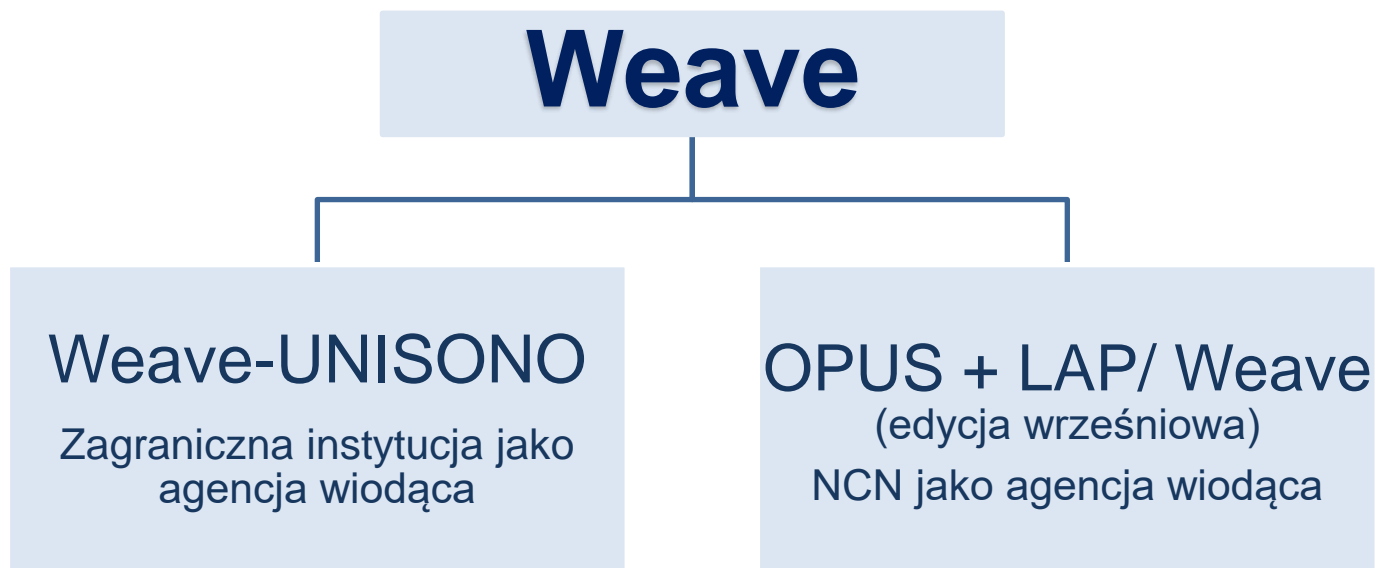 Weave
Weave-UNISONO
Zagraniczna instytucja jako
agencja wiodąca
OPUS + LAP/ Weave
(edycja wrześniowa)
NCN jako agencja wiodąca